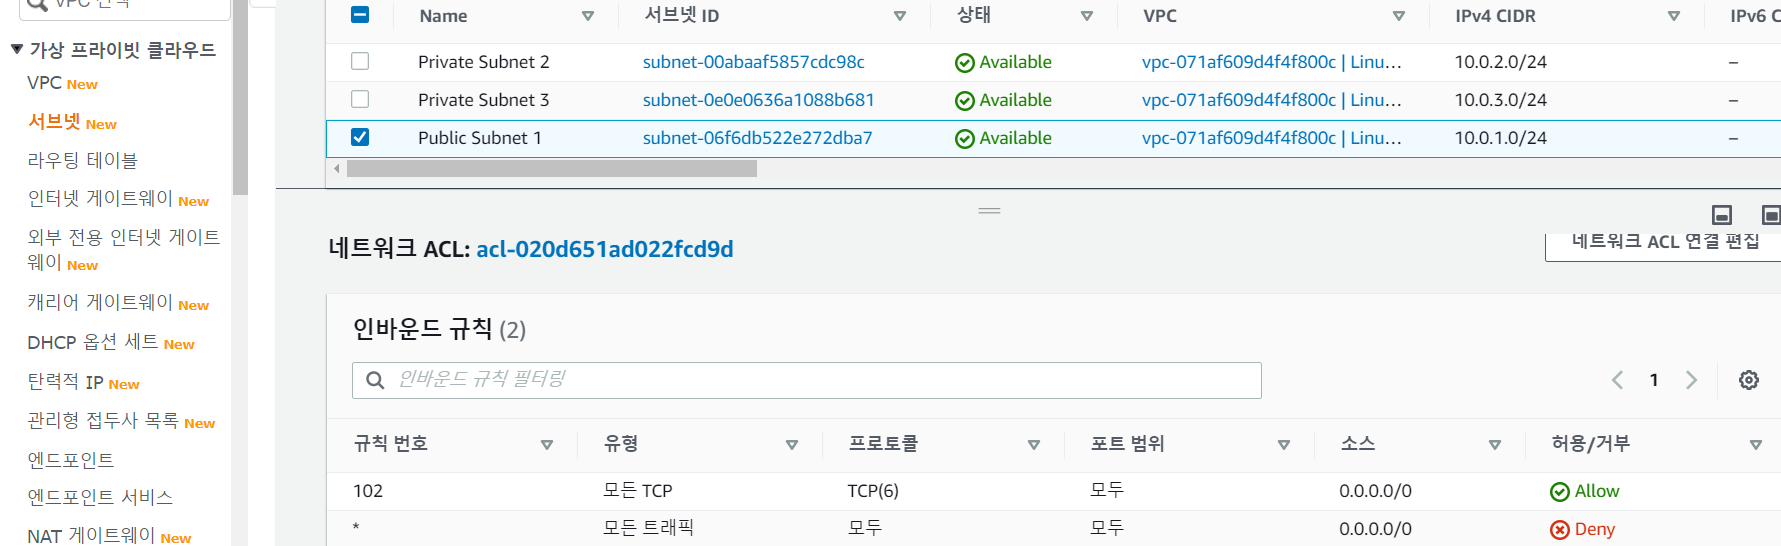 VPC 선택
가상 프라이빗 클라우드
VPC New
서브넷 New
라우팅 테이블
인터넷 게이트웨이 New
외부 전용 인터넷 게이트
웨이 New
캐리어 게이트웨이 New
DHCP 옵션 세트 New
탄력적 IP New
관리형 접두사 목록 New
엔드포인트
엔드포인트 서비스
NAT 게이트웨이 New
Name 서브넷 ID 상태 VPC IPv4 CIDR IPv6 C
Private Subnet 2 subnet-00abaaf5857cdc98c Available vpc-071af609d4f4f800c | Linu… 10.0.2.0/24 –
Private Subnet 3 subnet-0e0e0636a1088b681 Available vpc-071af609d4f4f800c | Linu… 10.0.3.0/24 –
Public Subnet 1 subnet-06f6db522e272dba7 Available vpc-071af609d4f4f800c | Linu… 10.0.1.0/24 –
네트워크 ACL: acl-020d651ad022fcd9d
네트워크 ACL 연결 편집
인바운드 규칙 (2)
인바운드 규칙 필터링
1
규칙 번호 유형 프로토콜 포트 범위 소스 허용/거부
102 모든 TCP TCP(6) 모두 0.0.0.0/0 Allow
* 모든 트래픽 모두 모두 0.0.0.0/0 Deny